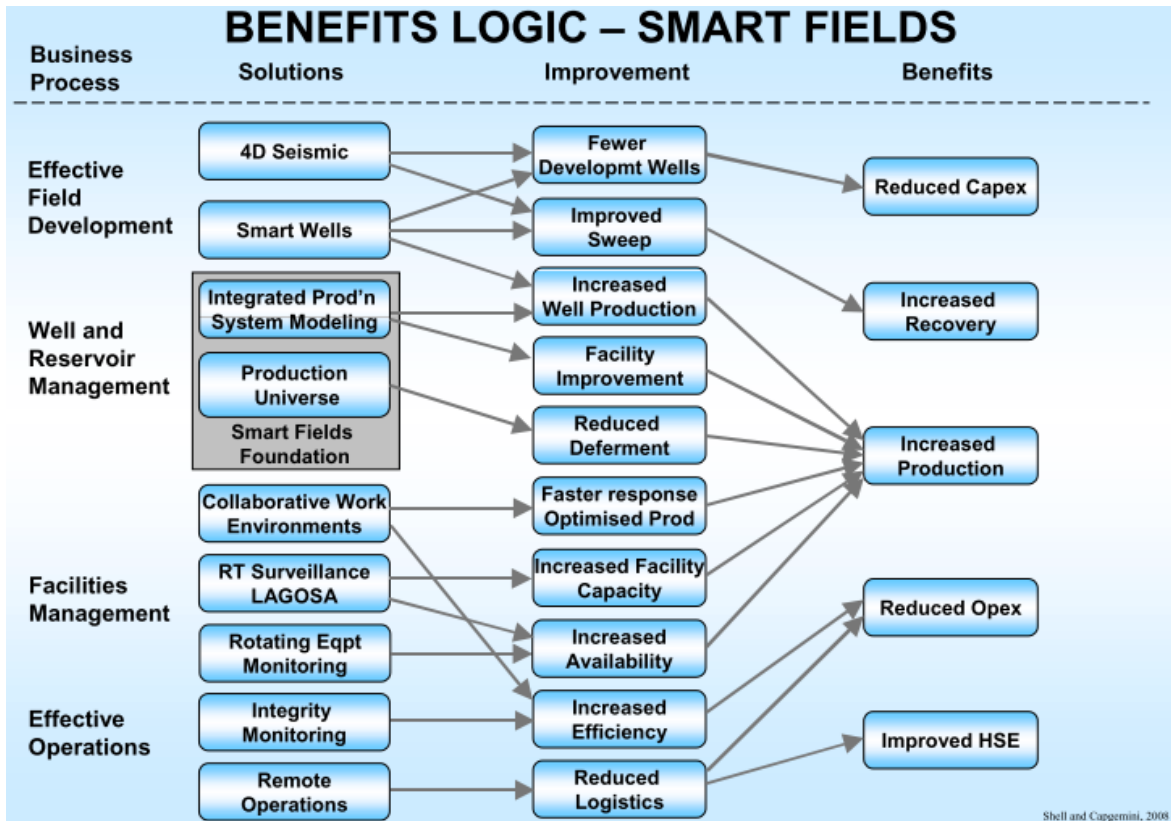 BENEFITS LOGIC – SMART FIELDS
Business
Process
Solutions
Improvement
Benefits
Effective
Field
Development
4D Seismic
Smart Wells
Fewer
Developmt Wells
Improved
Sweep
Reduced Capex
Well and
Reservoir
Management
Integrated Prod'n
System Modeling
Production
Universe
Smart Fields
Foundation
Increased
Well Production
Facility
Improvement
Reduced
Deferment
Increased
Recovery
Increased
Production
Collaborative Work
Environments
Faster response
Optimised Prod
Facilities
Management
RT Surveillance
LAGOSA
Rotating Eqpt
Monitoring
Increased Facility
Capacity
Increased
Availability
Reduced Opex
Effective
Operations
Integrity
Monitoring
Remote
Operations
Increased
Efficiency
Reduced
Logistics
Improved HSE
Shell and Capgemini, 2008